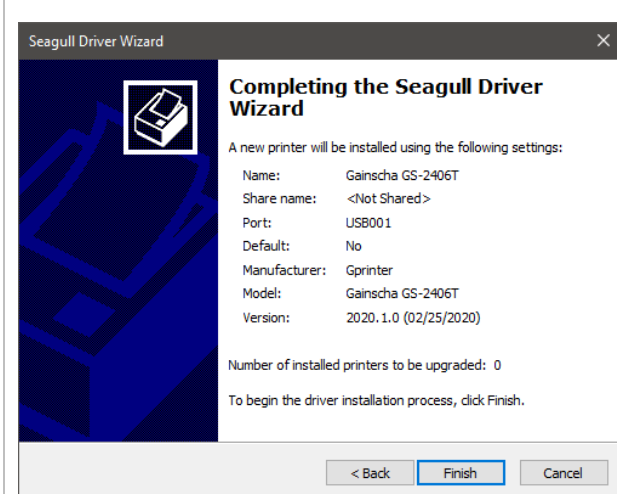 Seagull Driver Wizard
Completing the Seagull Driver
Wizard
A new printer will be installed using the following settings:
Name: Gainscha GS-2406T
Share name: <Not Shared>
Port: USB001
Default: No
Manufacturer: Gprinter
Model: Gainscha GS-2406T
Version: 2020.1.0 (02/25/2020)
Number of installed printers to be upgraded: 0
To begin the driver installation process, click Finish.
< Back Finish Cancel